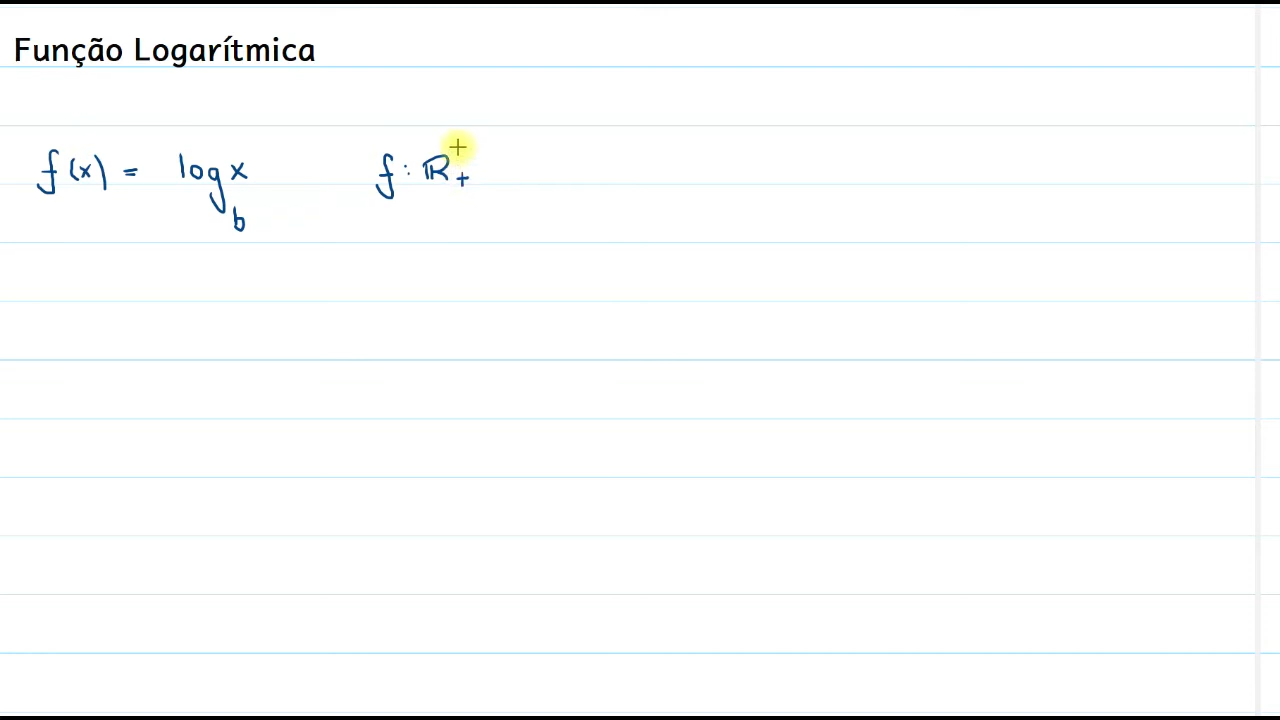 Função Logarítmica
f(x) = log_b x f: ℝ₊